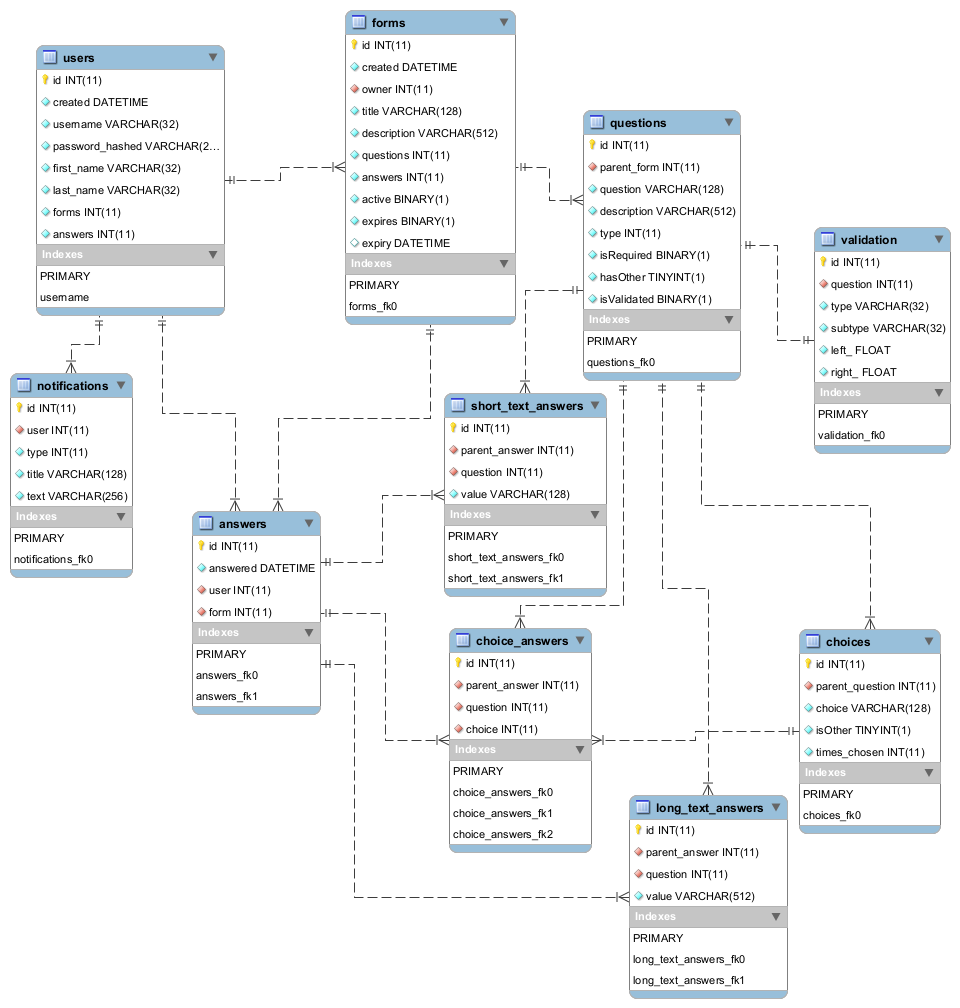 forms
id INT(11)
created DATETIME
owner INT(11)
title VARCHAR(128)
description VARCHAR(512)
questions INT(11)
answers INT(11)
active BINARY(1)
expires BINARY(1)
expiry DATETIME
Indexes
PRIMARY
forms_fk0
users
id INT(11)
created DATETIME
username VARCHAR(32)
password_hashed VARCHAR(2...
first_name VARCHAR(32)
last_name VARCHAR(32)
forms INT(11)
answers INT(11)
Indexes
PRIMARY
username
questions
id INT(11)
parent_form INT(11)
question VARCHAR(128)
description VARCHAR(512)
type INT(11)
isRequired BINARY(1)
hasOther TINYINT(1)
isValidated BINARY(1)
Indexes
PRIMARY
questions_fk0
validation
id INT(11)
question INT(11)
type VARCHAR(32)
subtype VARCHAR(32)
left_ FLOAT
right_ FLOAT
Indexes
PRIMARY
validation_fk0
notifications
id INT(11)
user INT(11)
type INT(11)
title VARCHAR(128)
text VARCHAR(256)
Indexes
PRIMARY
notifications_fk0
short_text_answers
id INT(11)
parent_answer INT(11)
question INT(11)
value VARCHAR(128)
Indexes
PRIMARY
short_text_answers_fk0
short_text_answers_fk1
answers
id INT(11)
answered DATETIME
user INT(11)
form INT(11)
Indexes
PRIMARY
answers_fk0
answers_fk1
choice_answers
id INT(11)
parent_answer INT(11)
question INT(11)
choice INT(11)
Indexes
PRIMARY
choice_answers_fk0
choice_answers_fk1
choice_answers_fk2
choices
id INT(11)
parent_question INT(11)
choice VARCHAR(128)
isOther TINYINT(1)
times_chosen INT(11)
Indexes
PRIMARY
choices_fk0
long_text_answers
id INT(11)
parent_answer INT(11)
question INT(11)
value VARCHAR(512)
Indexes
PRIMARY
long_text_answers_fk0
long_text_answers_fk1